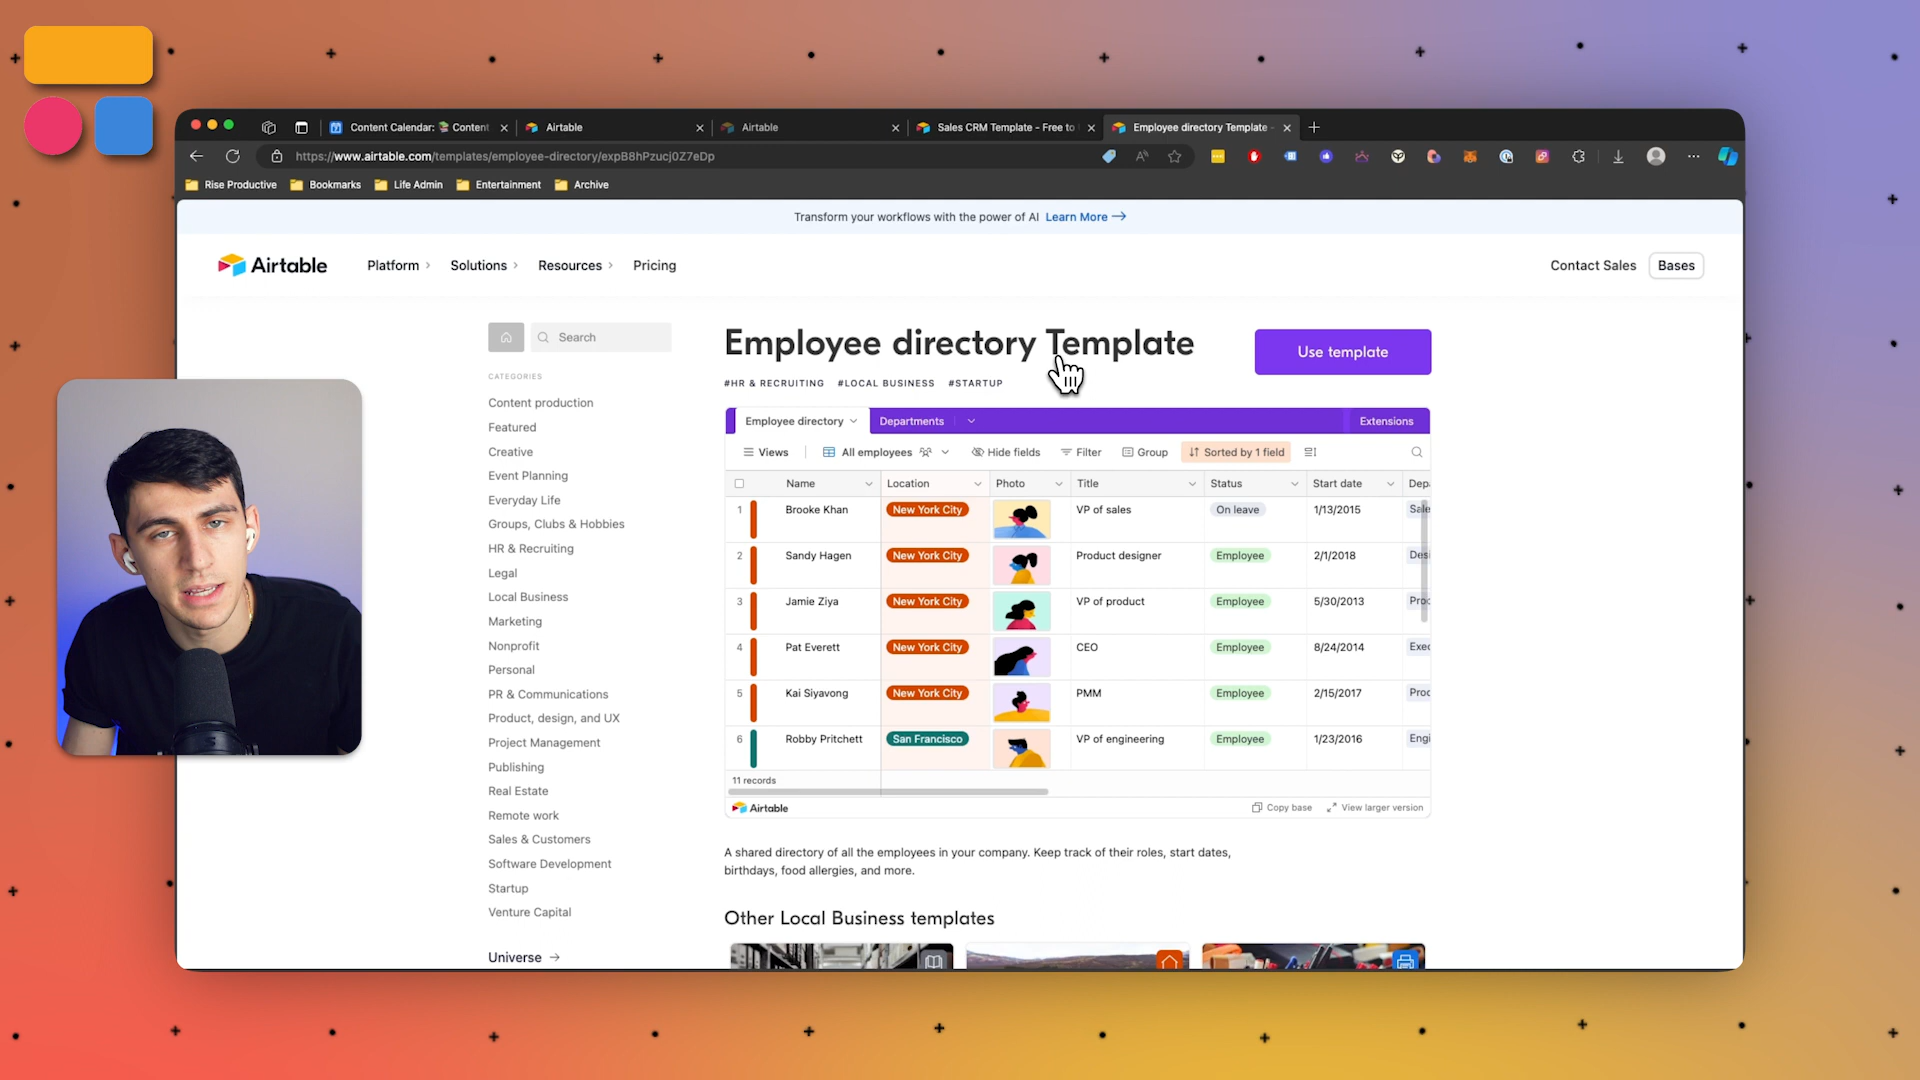 Content Calendar: 📚 Content
Airtable
Airtable
Sales CRM Template - Free to
Employee directory Template -
https://www.airtable.com/templates/employee-directory/expB8hPzucj0Z7eDp
Rise Productive
Bookmarks
Life Admin
Entertainment
Archive
Transform your workflows with the power of AI Learn More →
Airtable
Platform
Solutions
Resources
Pricing
Contact Sales
Bases
Search
CATEGORIES
Content production
Featured
Creative
Event Planning
Everyday Life
Groups, Clubs & Hobbies
HR & Recruiting
Legal
Local Business
Marketing
Nonprofit
Personal
PR & Communications
Product, design, and UX
Project Management
Publishing
Real Estate
Remote work
Sales & Customers
Software Development
Startup
Venture Capital
Universe →
Employee directory Template
Use template
#HR & RECRUITING #LOCAL BUSINESS #STARTUP
Employee directory
Departments
Extensions
Views
All employees
Hide fields
Filter
Group
Sorted by 1 field
Name Location Photo Title Status Start date Depa
1 Brooke Khan New York City VP of sales On leave 1/13/2015 Sale
2 Sandy Hagen New York City Product designer Employee 2/1/2018 Desi
3 Jamie Ziya New York City VP of product Employee 5/30/2013 Proc
4 Pat Everett New York City CEO Employee 8/24/2014 Exec
5 Kai Siyavong New York City PMM Employee 2/15/2017 Proc
6 Robby Pritchett San Francisco VP of engineering Employee 1/23/2016 Engi
11 records
Airtable
Copy base
View larger version
A shared directory of all the employees in your company. Keep track of their roles, start dates,
birthdays, food allergies, and more.
Other Local Business templates